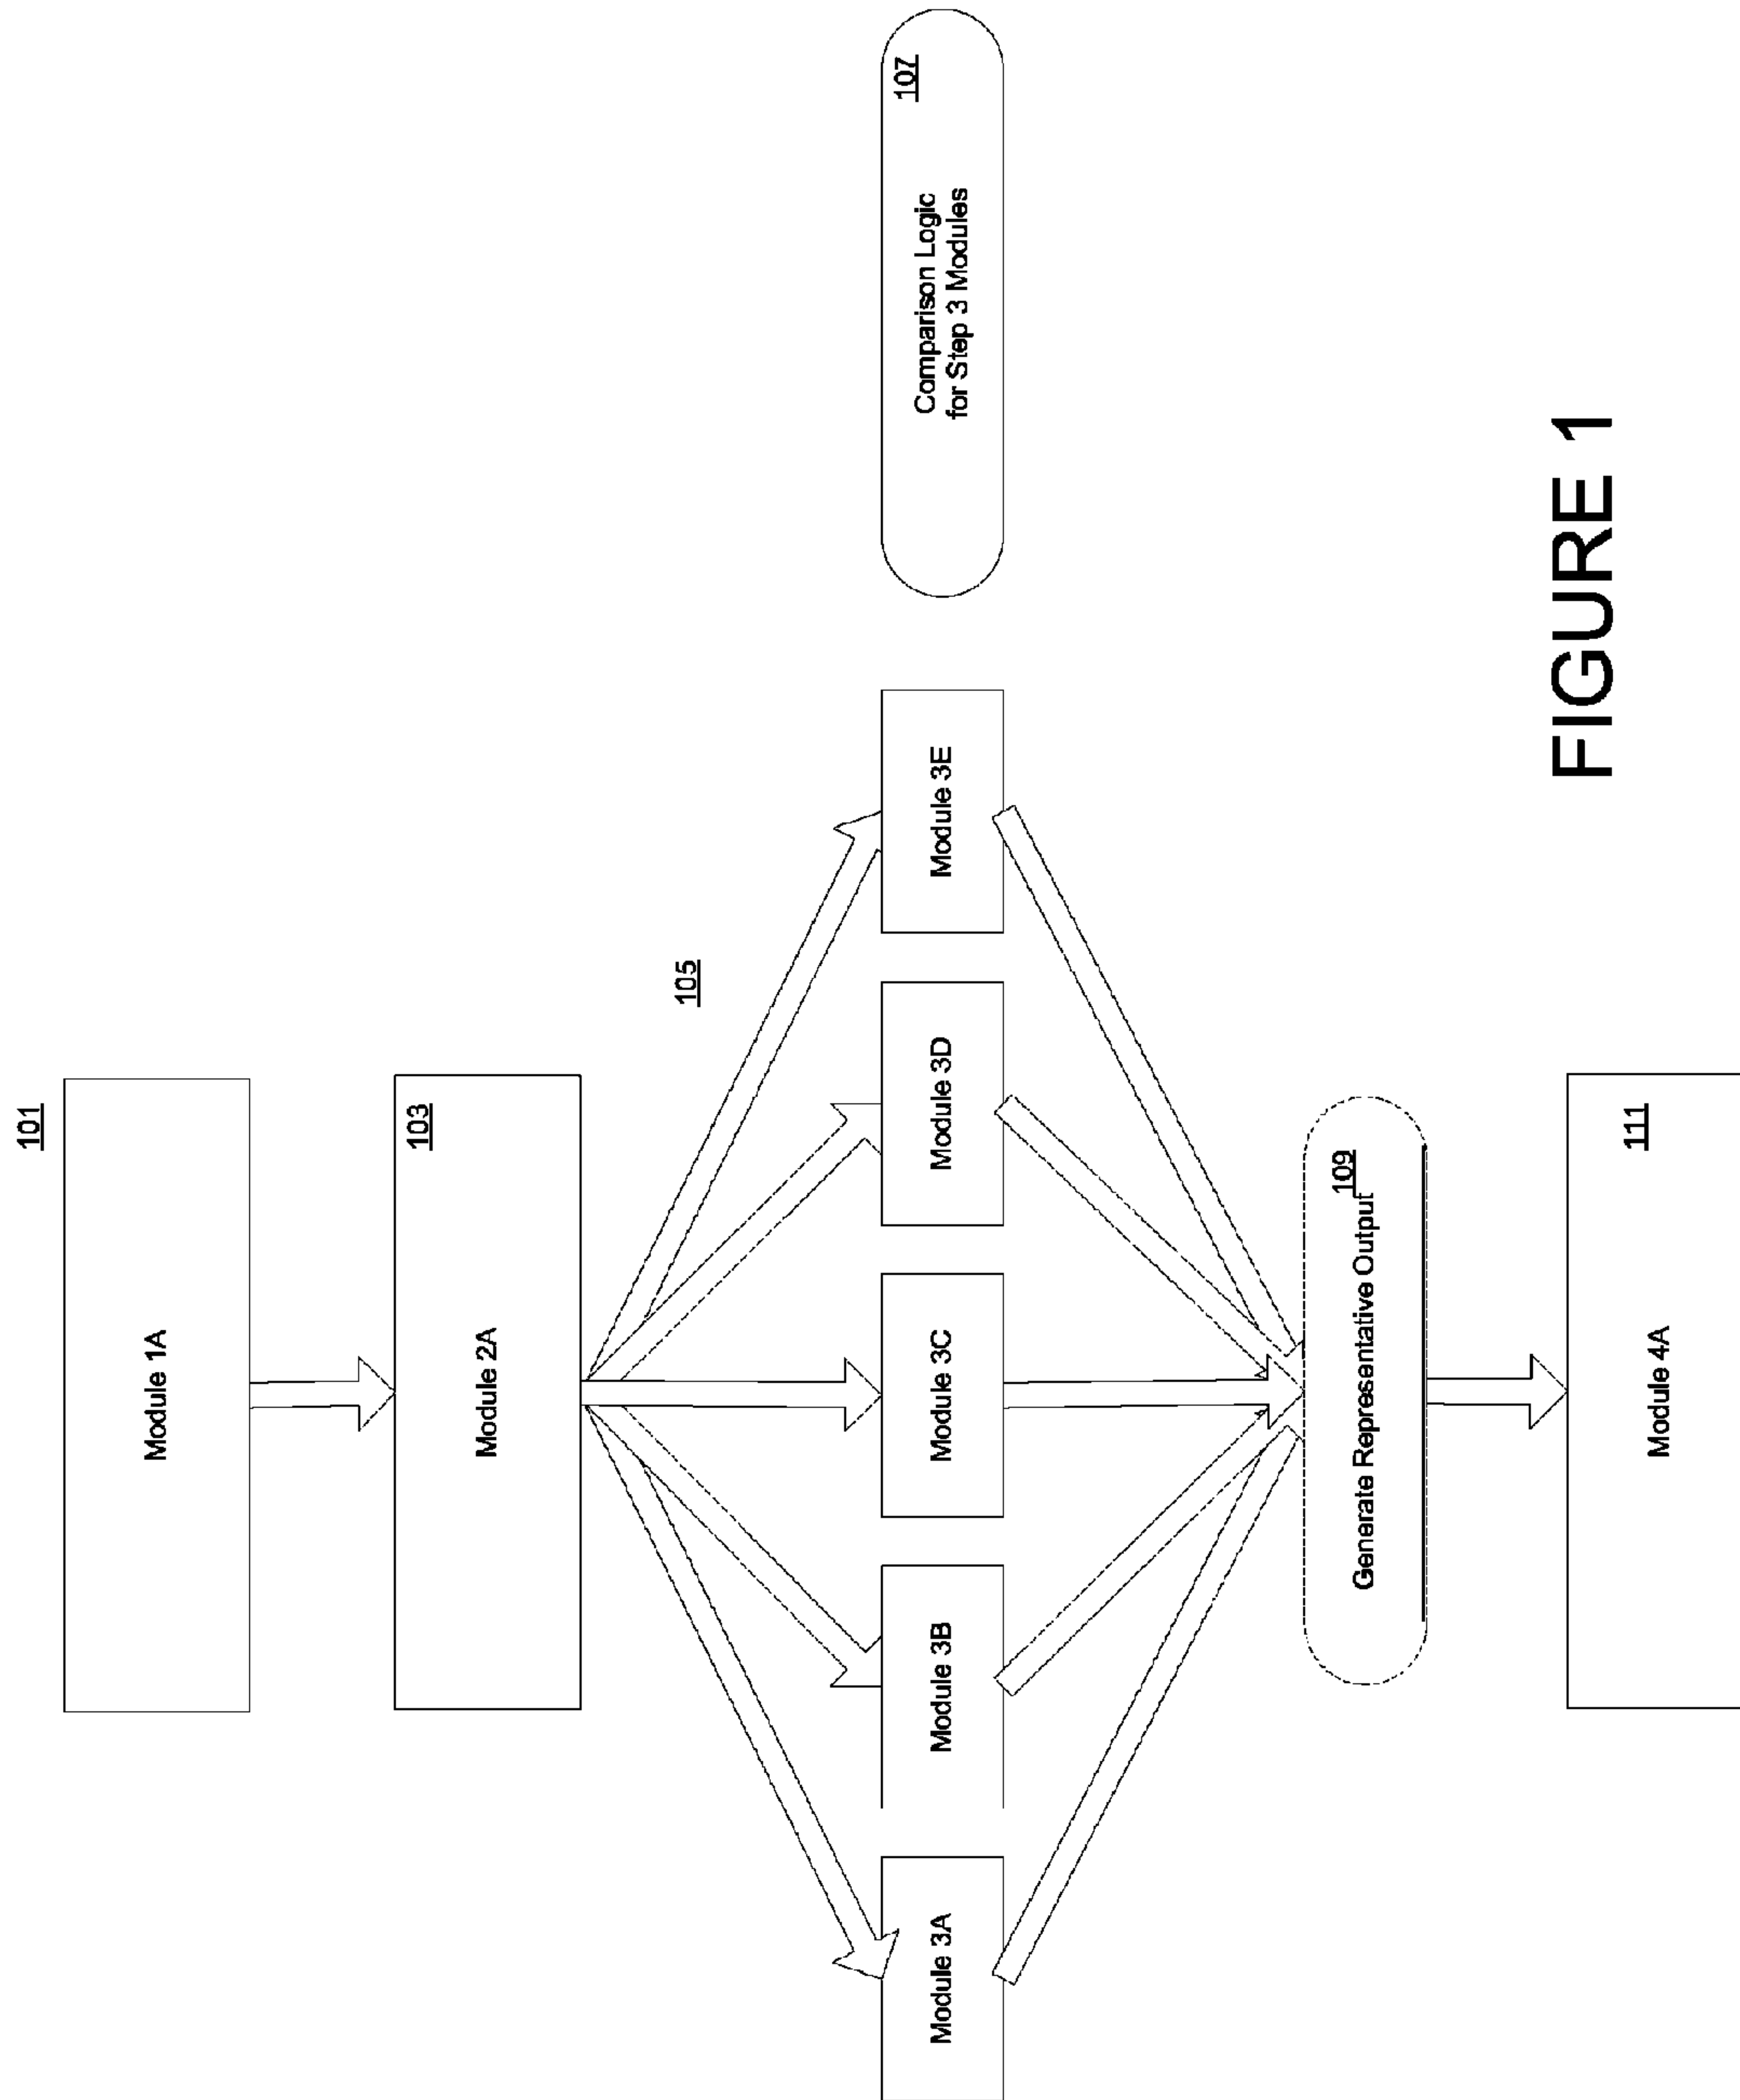 101
Module 1A
103
Module 2A
105
Module 3A
Module 3B
Module 3C
Module 3D
Module 3E
107
Comparison Logic
for Step 3 Modules
109
Generate Representative Output
111
Module 4A
FIGURE 1